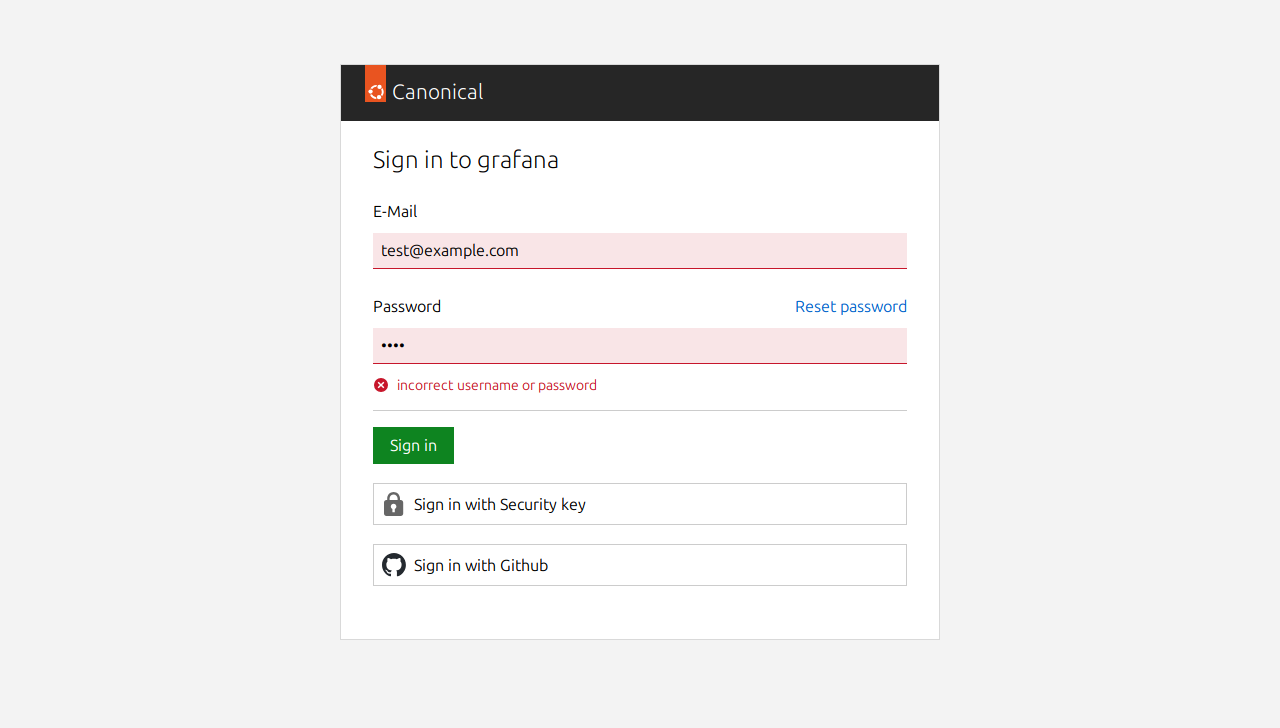 Canonical
Sign in to grafana
E-Mail
test@example.com
Password Reset password
••••
incorrect username or password
Sign in
Sign in with Security key
Sign in with Github